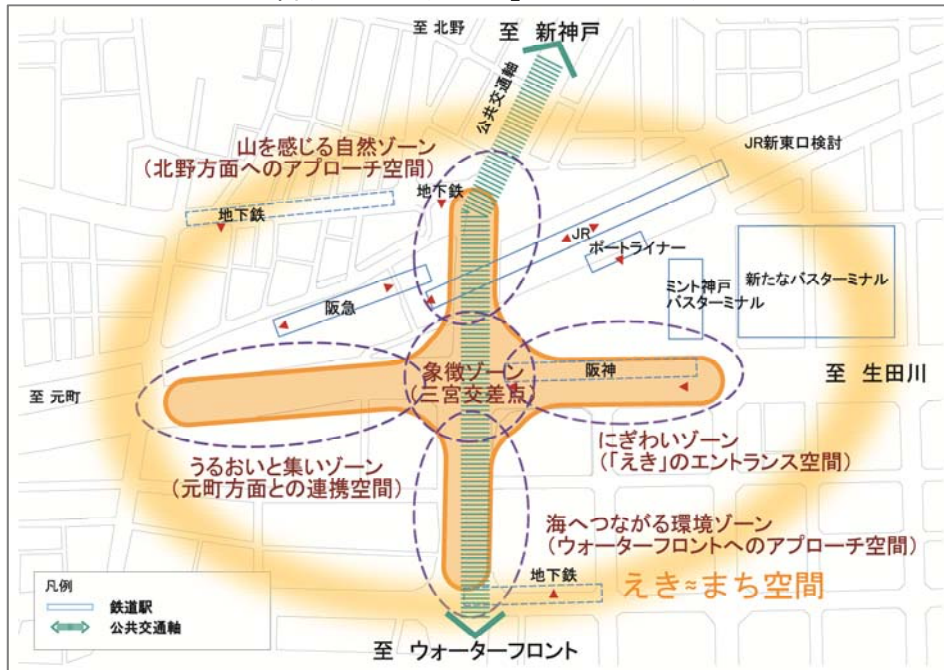 至 北野
至 新神戸
公共交通軸
山を感じる自然ゾーン
(北野方面へのアプローチ空間)
JR新東口検討
地下鉄
地下鉄
JR
ポートライナー
ミント神戸
バスターミナル
新たなバスターミナル
阪急
象徴ゾーン
(三宮交差点)
阪神
至 生田川
至 元町
にぎわいゾーン
(「えき」のエントランス空間)
うるおいと集いゾーン
(元町方面との連携空間)
海へつながる環境ゾーン
(ウォーターフロントへのアプローチ空間)
地下鉄
えき≈まち空間
凡例
鉄道駅
公共交通軸
至 ウォーターフロント